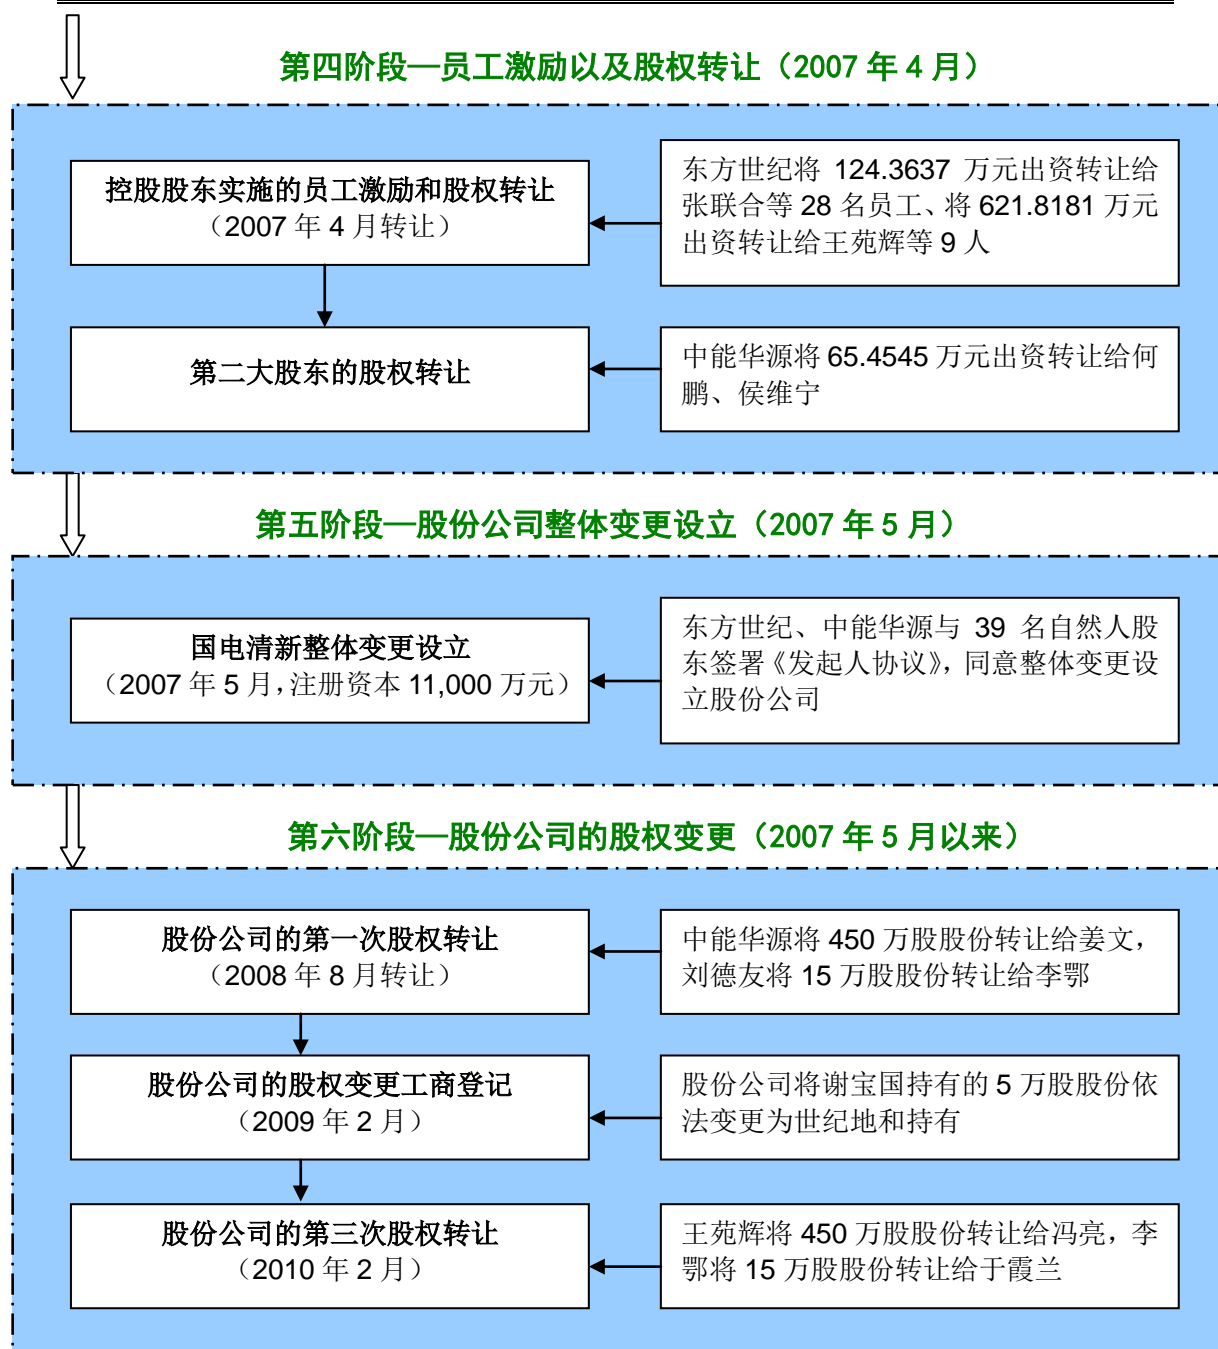 第四阶段—员工激励以及股权转让（2007 年 4 月）
控股股东实施的员工激励和股权转让
（2007 年 4 月转让）
东方世纪将 124.3637 万元出资转让给
张联合等 28 名员工、将 621.8181 万元
出资转让给王苑辉等 9 人
第二大股东的股权转让
中能华源将 65.4545 万元出资转让给何
鹏、侯维宁
第五阶段—股份公司整体变更设立（2007 年 5 月）
国电清新整体变更设立
（2007 年 5 月，注册资本 11,000 万元）
东方世纪、中能华源与 39 名自然人股
东签署《发起人协议》，同意整体变更设
立股份公司
第六阶段—股份公司的股权变更（2007 年 5 月以来）
股份公司的第一次股权转让
（2008 年 8 月转让）
中能华源将 450 万股股份转让给姜文，
刘德友将 15 万股股份转让给李鄂
股份公司的股权变更工商登记
（2009 年 2 月）
股份公司将谢宝国持有的 5 万股股份依
法变更为世纪地和持有
股份公司的第三次股权转让
（2010 年 2 月）
王苑辉将 450 万股股份转让给冯亮，李
鄂将 15 万股股份转让给于霞兰